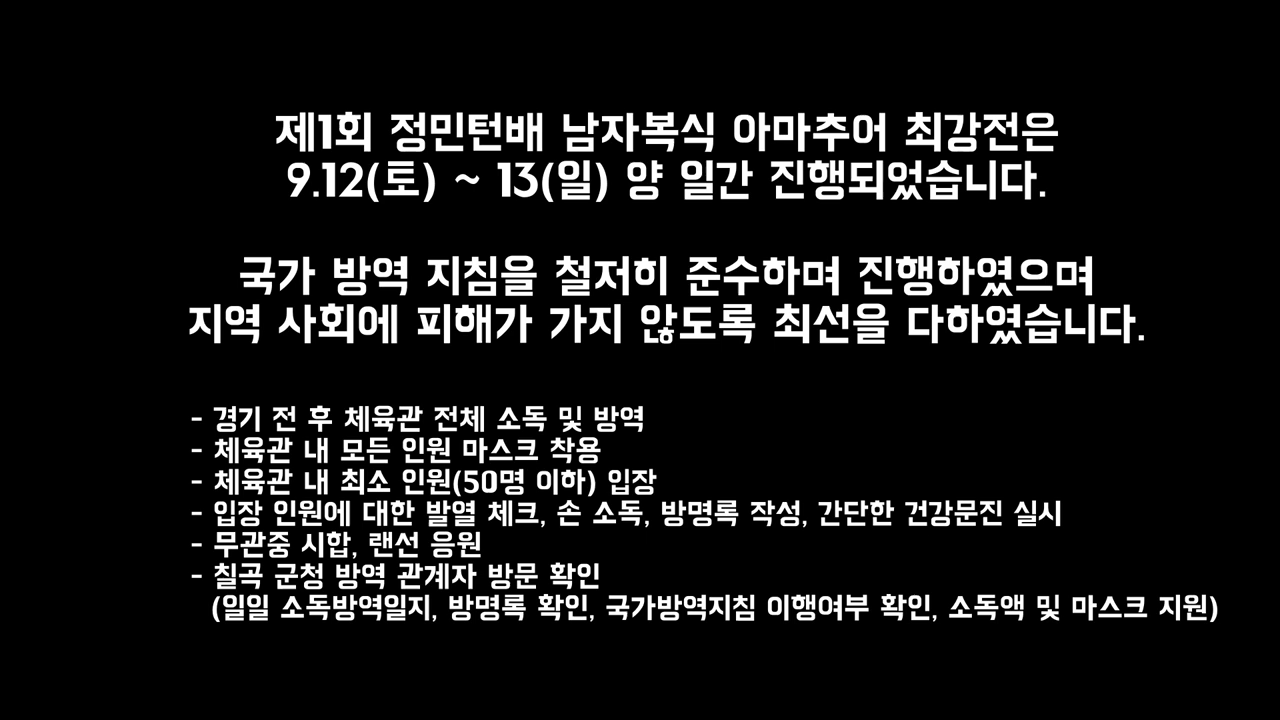 제1회 정민턴배 남자복식 아마추어 최강전은
9.12(토) ~ 13(일) 양 일간 진행되었습니다.
국가 방역 지침을 철저히 준수하며 진행하였으며
지역 사회에 피해가 가지 않도록 최선을 다하였습니다.
- 경기 전 후 체육관 전체 소독 및 방역
- 체육관 내 모든 인원 마스크 착용
- 체육관 내 최소 인원(50명 이하) 입장
- 입장 인원에 대한 발열 체크, 손 소독, 방명록 작성, 간단한 건강문진 실시
- 무관중 시합, 랜선 응원
- 칠곡 군청 방역 관계자 방문 확인
(일일 소독방역일지, 방명록 확인, 국가방역지침 이행여부 확인, 소독액 및 마스크 지원)